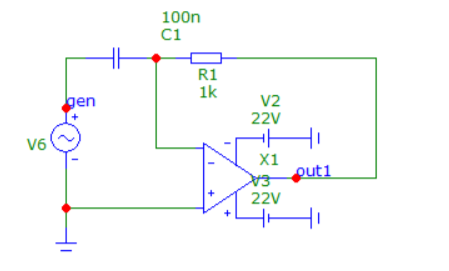 100n
C1
R1
1k
gen
+
V6
-
V2
22V
-
X1
-
out1
V3
22V
+
+